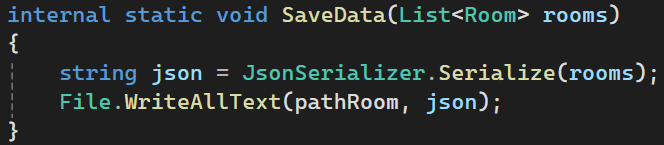 internal static void SaveData(List<Room> rooms)
{
    string json = JsonSerializer.Serialize(rooms);
    File.WriteAllText(pathRoom, json);
}